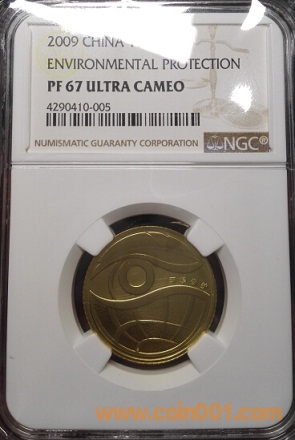 2009 CHINA
ENVIRONMENTAL PROTECTION
PF 67 ULTRA CAMEO
4290410-005
NUMISMATIC GUARANTY CORPORATION
NGC®
www.coin001.com